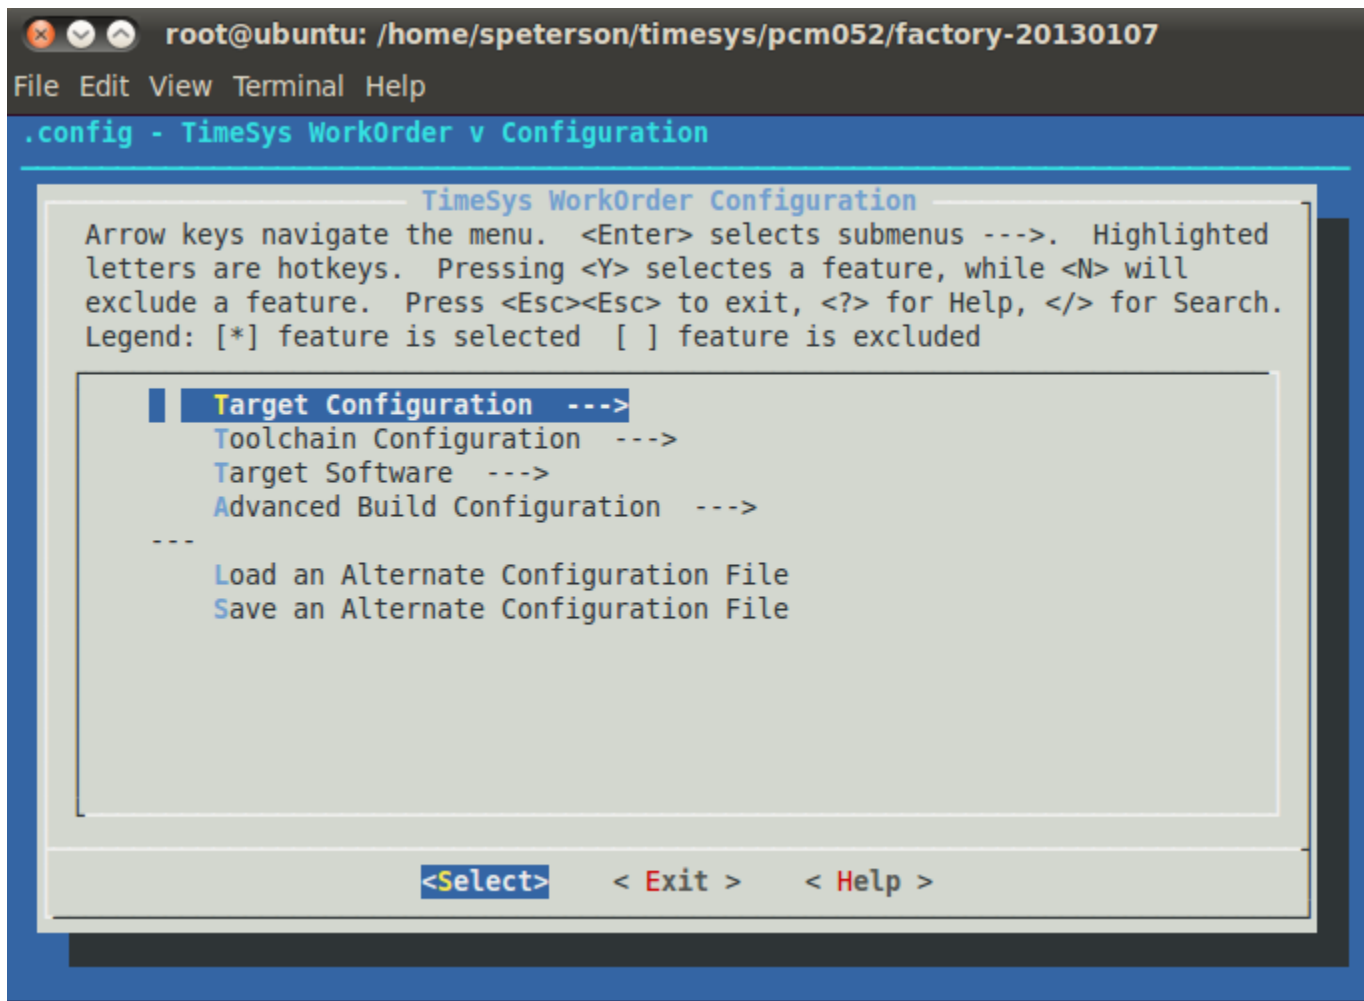 root@ubuntu: /home/speterson/timesys/pcm052/factory-20130107
File Edit View Terminal Help
.config - TimeSys WorkOrder v Configuration
TimeSys WorkOrder Configuration
Arrow keys navigate the menu.  <Enter> selects submenus --->.  Highlighted
letters are hotkeys.  Pressing <Y> selectes a feature, while <N> will
exclude a feature.  Press <Esc><Esc> to exit, <?> for Help, </> for Search.
Legend: [*] feature is selected  [ ] feature is excluded
Target Configuration  --->
Toolchain Configuration  --->
Target Software  --->
Advanced Build Configuration  --->
---
Load an Alternate Configuration File
Save an Alternate Configuration File
<Select>    < Exit >    < Help >